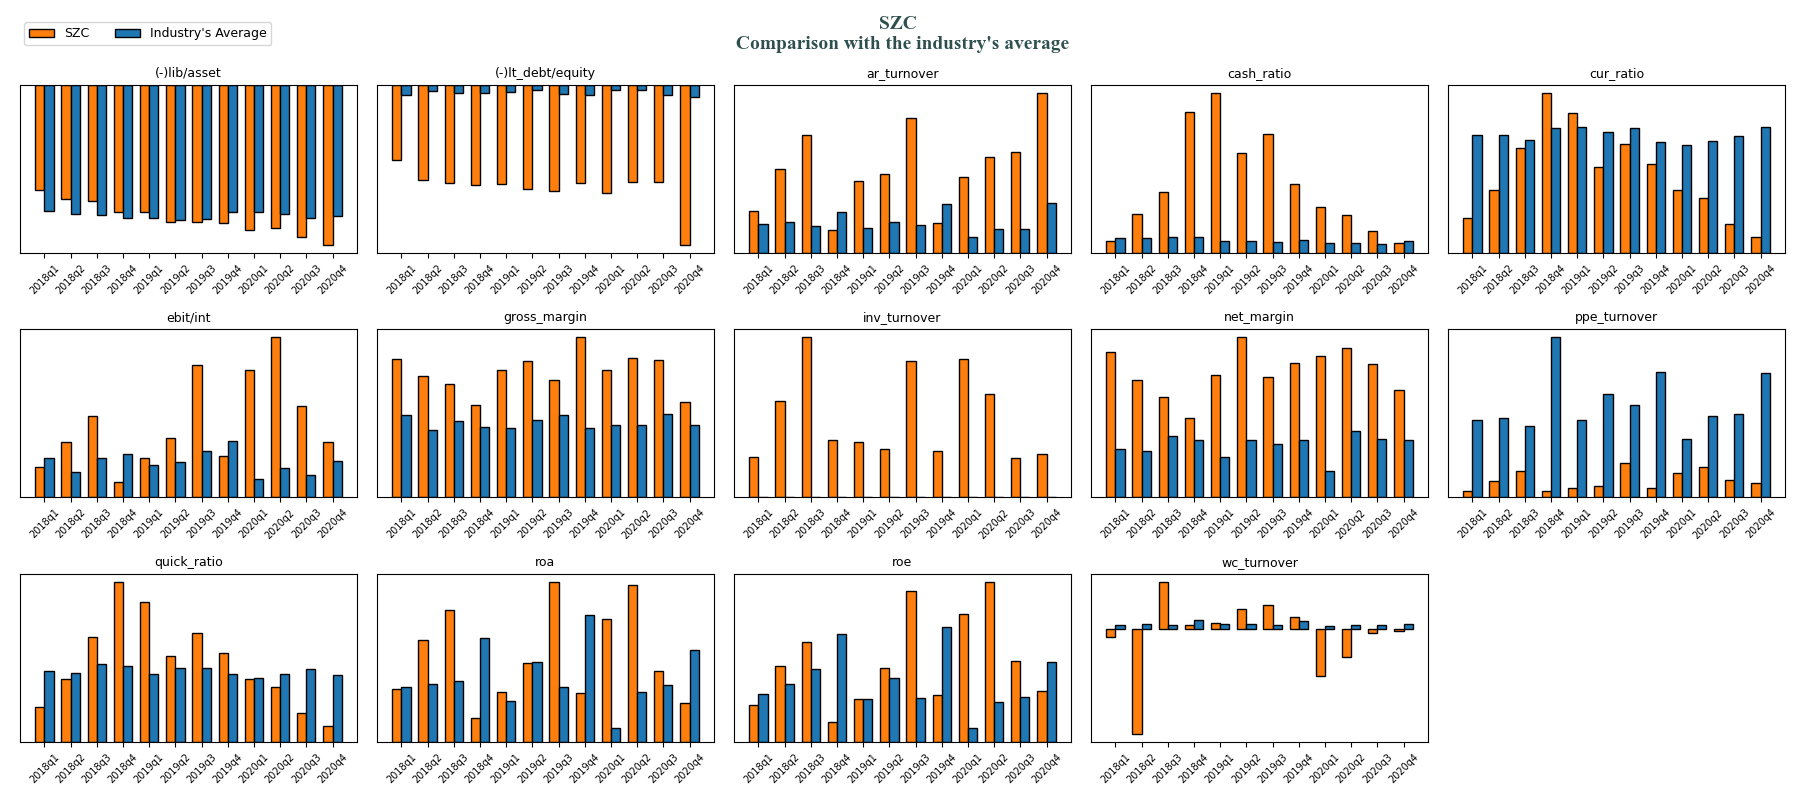 SZC
Comparison with the industry's average
SZC Industry's Average
(-)lib/asset
2018q1 2018q2 2018q3 2018q4 2019q1 2019q2 2019q3 2019q4 2020q1 2020q2 2020q3 2020q4
(-)lt_debt/equity
2018q1 2018q2 2018q3 2018q4 2019q1 2019q2 2019q3 2019q4 2020q1 2020q2 2020q3 2020q4
ar_turnover
2018q1 2018q2 2018q3 2018q4 2019q1 2019q2 2019q3 2019q4 2020q1 2020q2 2020q3 2020q4
cash_ratio
2018q1 2018q2 2018q3 2018q4 2019q1 2019q2 2019q3 2019q4 2020q1 2020q2 2020q3 2020q4
cur_ratio
2018q1 2018q2 2018q3 2018q4 2019q1 2019q2 2019q3 2019q4 2020q1 2020q2 2020q3 2020q4
ebit/int
2018q1 2018q2 2018q3 2018q4 2019q1 2019q2 2019q3 2019q4 2020q1 2020q2 2020q3 2020q4
gross_margin
2018q1 2018q2 2018q3 2018q4 2019q1 2019q2 2019q3 2019q4 2020q1 2020q2 2020q3 2020q4
inv_turnover
2018q1 2018q2 2018q3 2018q4 2019q1 2019q2 2019q3 2019q4 2020q1 2020q2 2020q3 2020q4
net_margin
2018q1 2018q2 2018q3 2018q4 2019q1 2019q2 2019q3 2019q4 2020q1 2020q2 2020q3 2020q4
ppe_turnover
2018q1 2018q2 2018q3 2018q4 2019q1 2019q2 2019q3 2019q4 2020q1 2020q2 2020q3 2020q4
quick_ratio
2018q1 2018q2 2018q3 2018q4 2019q1 2019q2 2019q3 2019q4 2020q1 2020q2 2020q3 2020q4
roa
2018q1 2018q2 2018q3 2018q4 2019q1 2019q2 2019q3 2019q4 2020q1 2020q2 2020q3 2020q4
roe
2018q1 2018q2 2018q3 2018q4 2019q1 2019q2 2019q3 2019q4 2020q1 2020q2 2020q3 2020q4
wc_turnover
2018q1 2018q2 2018q3 2018q4 2019q1 2019q2 2019q3 2019q4 2020q1 2020q2 2020q3 2020q4